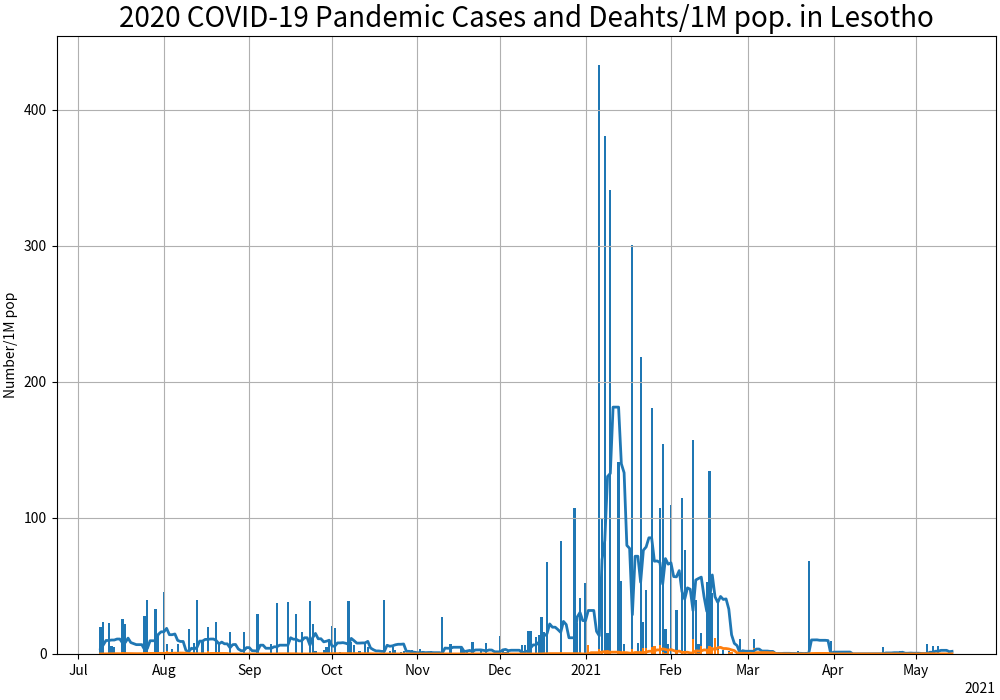 2020 COVID-19 Pandemic Cases and Deahts/1M pop. in Lesotho
Number/1M pop
400
300
200
100
0
Jul Aug Sep Oct Nov Dec 2021 Feb Mar Apr May
2021